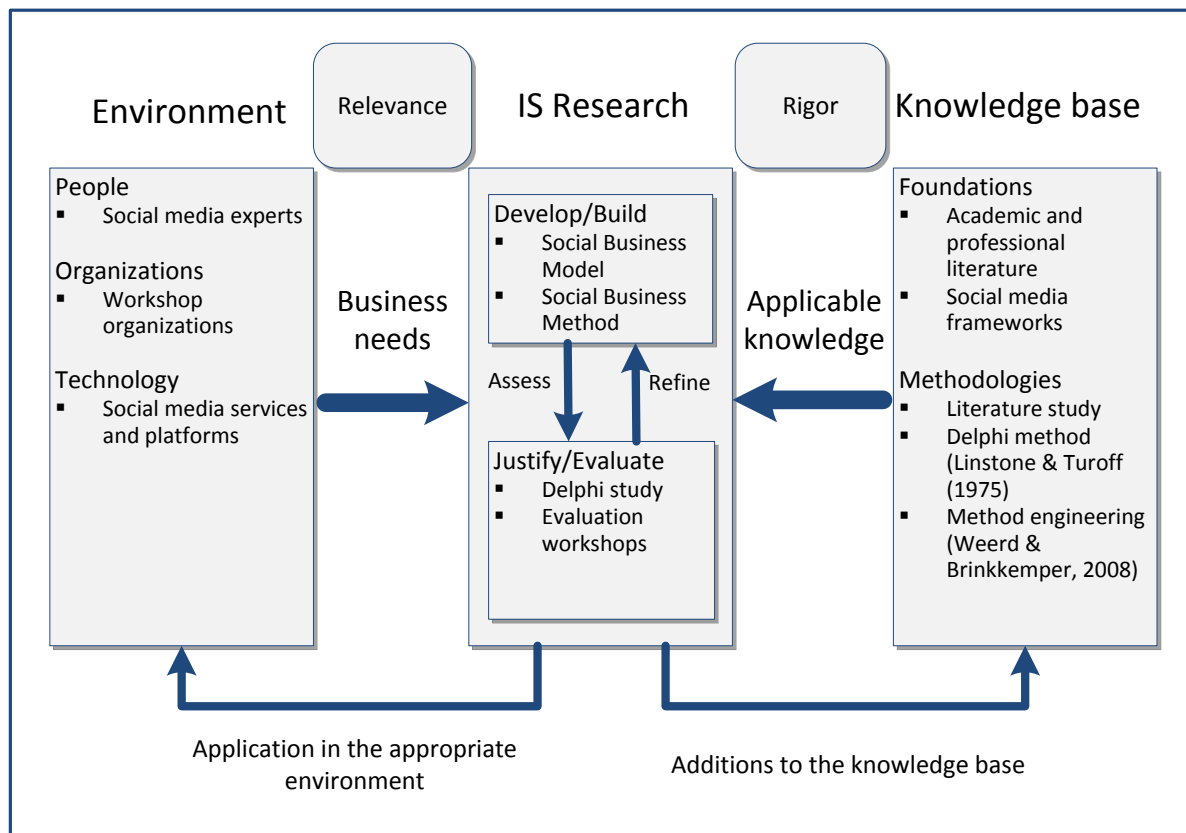 Environment
Relevance
IS Research
Rigor
Knowledge base
People
▪ Social media experts
Organizations
▪ Workshop
organizations
Technology
▪ Social media services
and platforms
Business
needs
Develop/Build
▪ Social Business
Model
▪ Social Business
Method
Assess
Refine
Justify/Evaluate
▪ Delphi study
▪ Evaluation
workshops
Applicable
knowledge
Foundations
▪ Academic and
professional
literature
▪ Social media
frameworks
Methodologies
▪ Literature study
▪ Delphi method
(Linstone & Turoff
(1975)
▪ Method engineering
(Weerd &
Brinkkemper, 2008)
Application in the appropriate
environment
Additions to the knowledge base